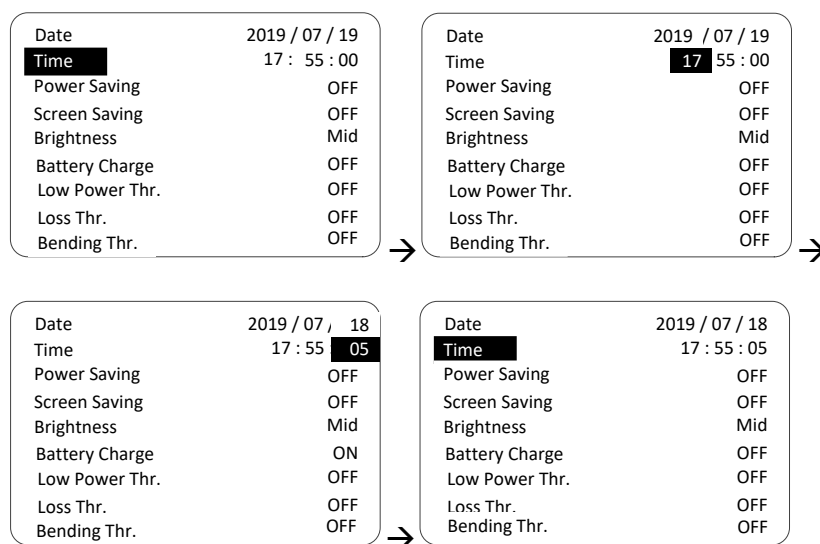 Date 2019 / 07 / 19
Time 17 : 55 : 00
Power Saving OFF
Screen Saving OFF
Brightness Mid
Battery Charge OFF
Low Power Thr. OFF
Loss Thr. OFF
Bending Thr. OFF
→
Date 2019 / 07 / 19
Time 17 55 : 00
Power Saving OFF
Screen Saving OFF
Brightness Mid
Battery Charge OFF
Low Power Thr. OFF
Loss Thr. OFF
Bending Thr. OFF
→
Date 2019 / 07 / 18
Time 17 : 55 05
Power Saving OFF
Screen Saving OFF
Brightness Mid
Battery Charge ON
Low Power Thr. OFF
Loss Thr. OFF
Bending Thr. OFF
→
Date 2019 / 07 / 18
Time 17 : 55 : 05
Power Saving OFF
Screen Saving OFF
Brightness Mid
Battery Charge OFF
Low Power Thr. OFF
Loss Thr. OFF
Bending Thr. OFF